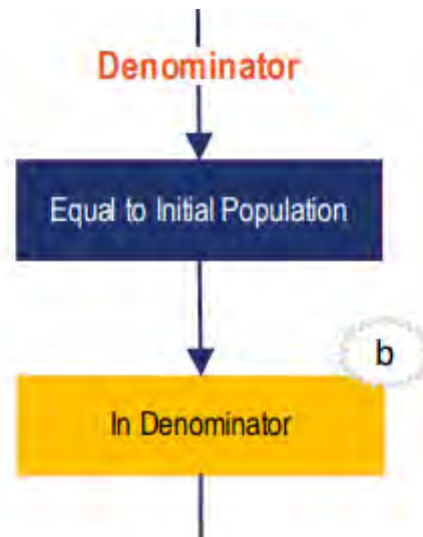 Denominator
Equal to Initial Population
b
In Denominator